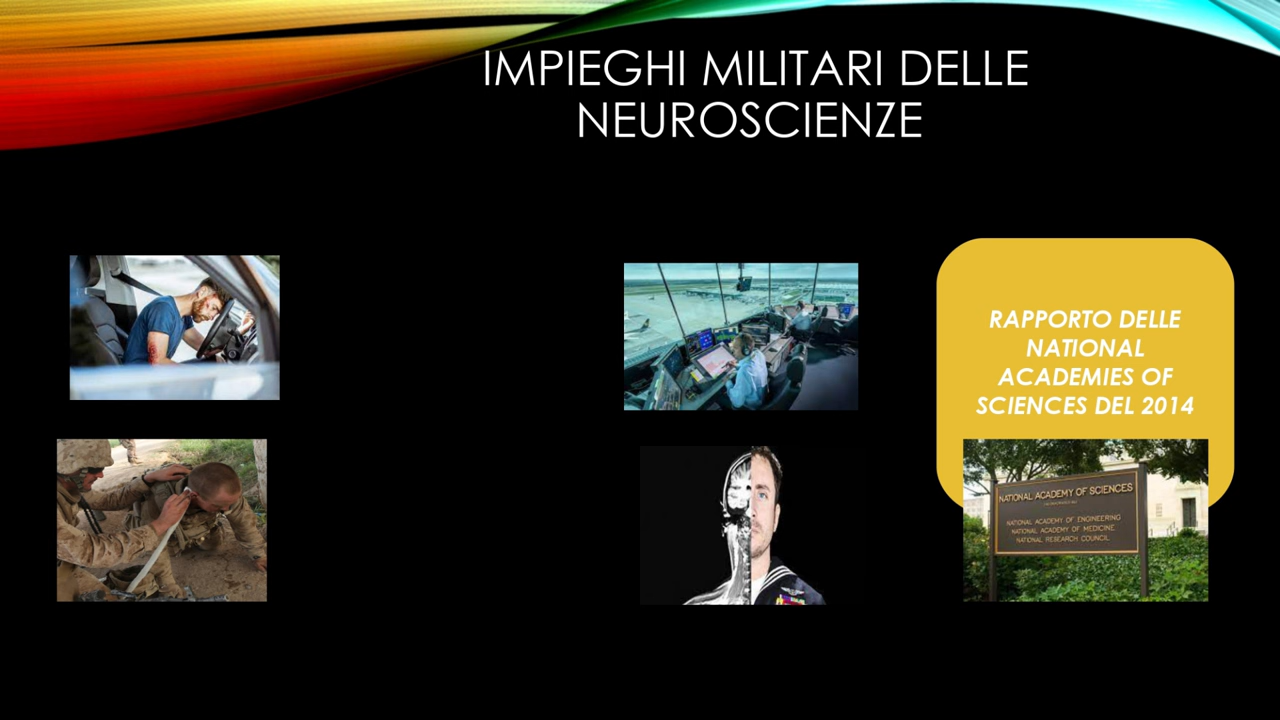 IMPIEGHI MILITARI DELLE
NEUROSCIENZE
RAPPORTO DELLE
NATIONAL
ACADEMIES OF
SCIENCES DEL 2014
NATIONAL ACADEMY OF SCIENCES
NATIONAL ACADEMY OF ENGINEERING
NATIONAL ACADEMY OF MEDICINE
NATIONAL RESEARCH COUNCIL